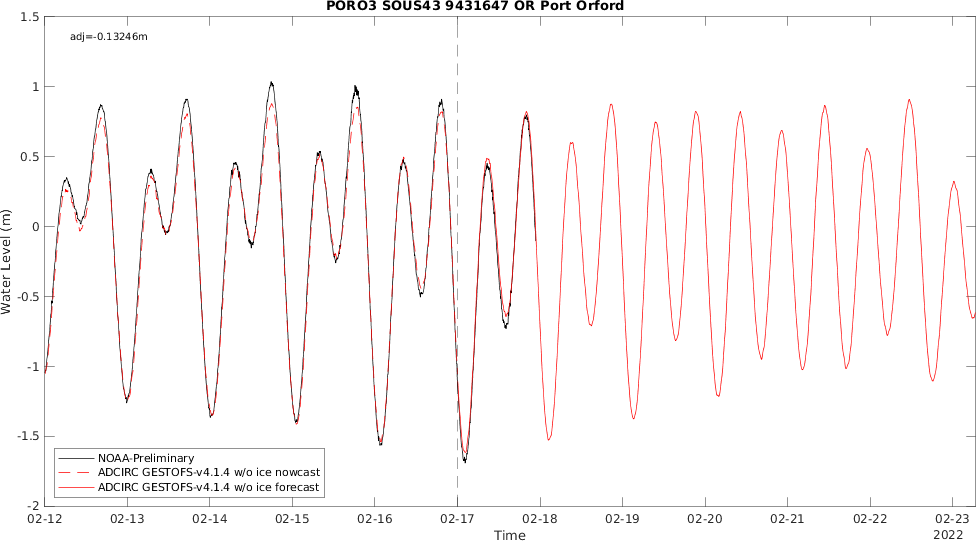 PORO3 SOUS43 9431647 OR Port Orford
adj=-0.13246m
1.5
1
0.5
0
-0.5
-1
-1.5
-2
Water Level (m)
NOAA-Preliminary
ADCIRC GESTOFS-v4.1.4 w/o ice nowcast
ADCIRC GESTOFS-v4.1.4 w/o ice forecast
02-12 02-13 02-14 02-15 02-16 02-17 02-18 02-19 02-20 02-21 02-22 02-23
Time
2022